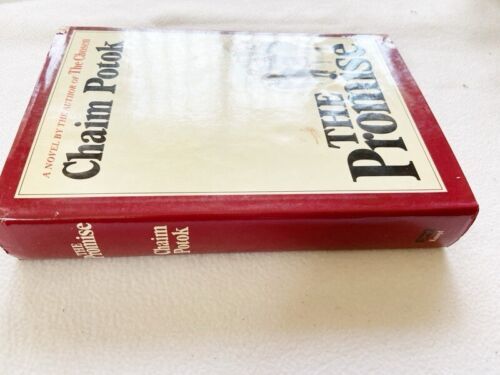 THE
Promise
Chaim Potok
A NOVEL BY THE AUTHOR OF The Chosen
THE
Promise
Chaim
Potok